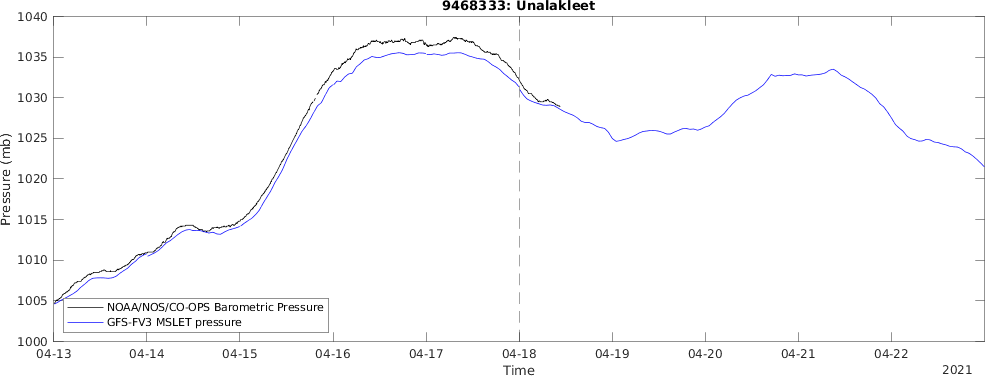 9468333: Unalakleet
Pressure (mb)
1040
1035
1030
1025
1020
1015
1010
1005
1000
NOAA/NOS/CO-OPS Barometric Pressure
GFS-FV3 MSLET pressure
04-13 04-14 04-15 04-16 04-17 04-18 04-19 04-20 04-21 04-22
Time
2021